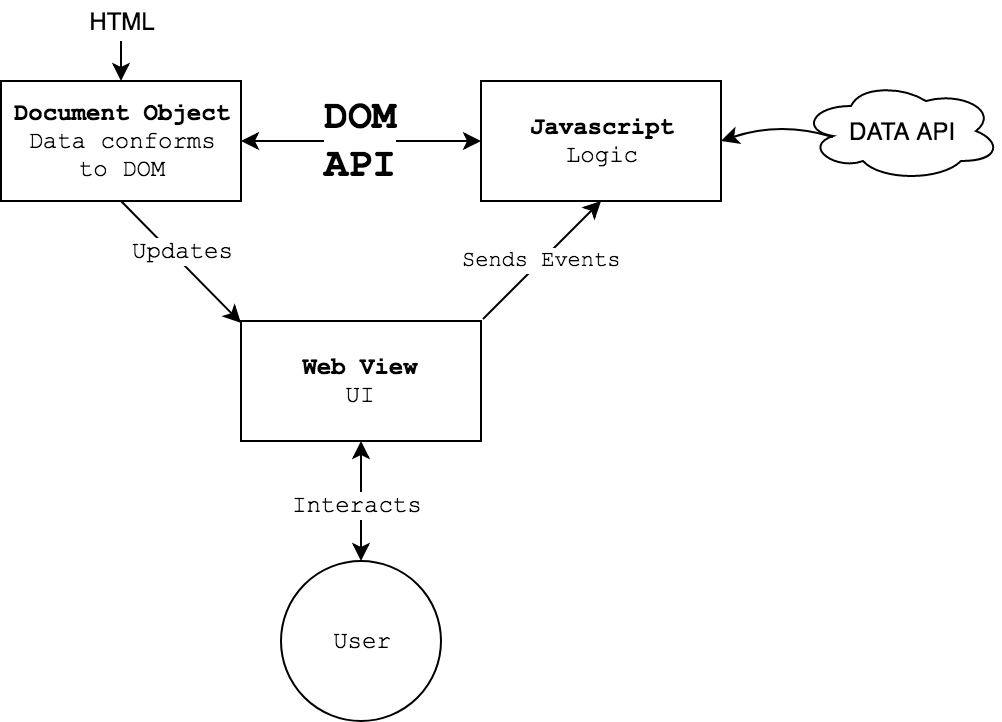 HTML
Document Object
Data conforms
to DOM
DOM
API
Javascript
Logic
DATA API
Updates
Sends Events
Web View
UI
Interacts
User